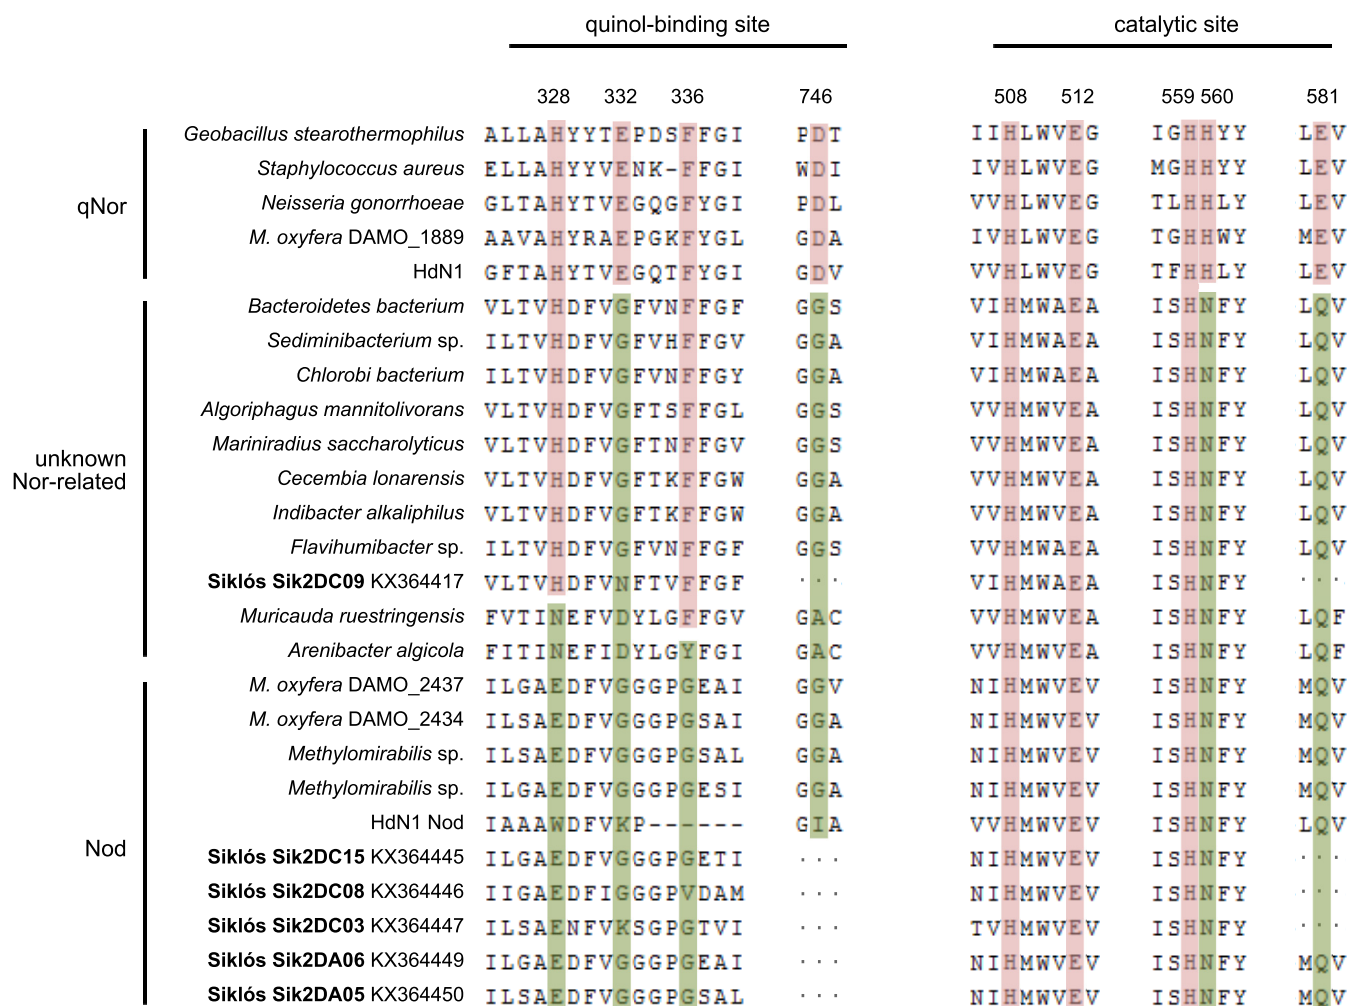 quinol-binding site catalytic site
328 332 336 746 508 512 559 560 581
qNor
Geobacillus stearothermophilus ALLAHYYTEPDSFFGI PDT IIHLWVEG IGHHYY LEV
Staphylococcus aureus ELLAHYYVENK-FFGI WDI IVHLWVEG MGHHYY LEV
Neisseria gonorrhoeae GLTAHYTVEGQGFYGI PDL VVHLWVEG TLHHLY LEV
M. oxyfera DAMO_1889 AAVAHYRAEPGKFYGL GDA IVHLWVEG TGHHWY MEV
HdN1 GFTAHYTVEGQTFYGI GDV VVHLWVEG TFHHLY LEV
unknown
Nor-related
Bacteroidetes bacterium VLTVHDFVGFVNFFGF GGS VIHMWAEA ISHNFY LQV
Sediminibacterium sp. ILTVHDFVGFVHFFGV GGA VIHMWAEA ISHNFY LQV
Chlorobi bacterium ILTVHDFVGFVNFFGY GGA VIHMWAEA ISHNFY LQV
Algoriphagus mannitolivorans VLTVHDFVGFTSFFGL GGS VVHMWVEA ISHNFY LQV
Mariniradius saccharolyticus VLTVHDFVGFTNFFGV GGS VVHMWVEA ISHNFY LQV
Cecembia lonarensis VLTVHDFVGFTKFFGW GGA VVHMWVEA ISHNFY LQV
Indibacter alkaliphilus VLTVHDFVGFTKFFGW GGA VVHMWVEA ISHNFY LQV
Flavihumibacter sp. ILTVHDFVGFVNFFGF GGS VVHMWAEA ISHNFY LQV
Siklós Sik2DC09 KX364417 VLTVHDFVNFTVFFGF ... VIHMWAEA ISHNFY ...
Muricauda ruestringensis FVTINEFVDYLGFFGV GAC VVHMWVEA ISHNFY LQF
Arenibacter algicola FITINEFIDYLGYFGI GAC VVHMWVEA ISHNFY LQF
Nod
M. oxyfera DAMO_2437 ILGAEDFVGGGPGEAI GGV NIHMWVEV ISHNFY MQV
M. oxyfera DAMO_2434 ILSAEDFVGGGPGSAI GGA NIHMWVEV ISHNFY MQV
Methylomirabilis sp. ILSAEDFVGGGPGSAL GGA NIHMWVEV ISHNFY MQV
Methylomirabilis sp. ILGAEDFVGGGPGESI GGA NIHMWVEV ISHNFY MQV
HdN1 Nod IAAAWDFVKP------ GIA VVHMWVEV ISHNFY LQV
Siklós Sik2DC15 KX364445 ILGAEDFVGGGPGETI ... NIHMWVEV ISHNFY ...
Siklós Sik2DC08 KX364446 IIGAEDFIGGGPVDAM ... NIHMWVEV ISHNFY ...
Siklós Sik2DC03 KX364447 ILSAENFVKSGPGTVI ... TVHMWVEV ISHNFY ...
Siklós Sik2DA06 KX364449 ILGAEDFVGGGPGEAI ... NIHMWVEV ISHNFY MQV
Siklós Sik2DA05 KX364450 ILSAEDFVGGGPGSAL ... NIHMWVEV ISHNFY MQV